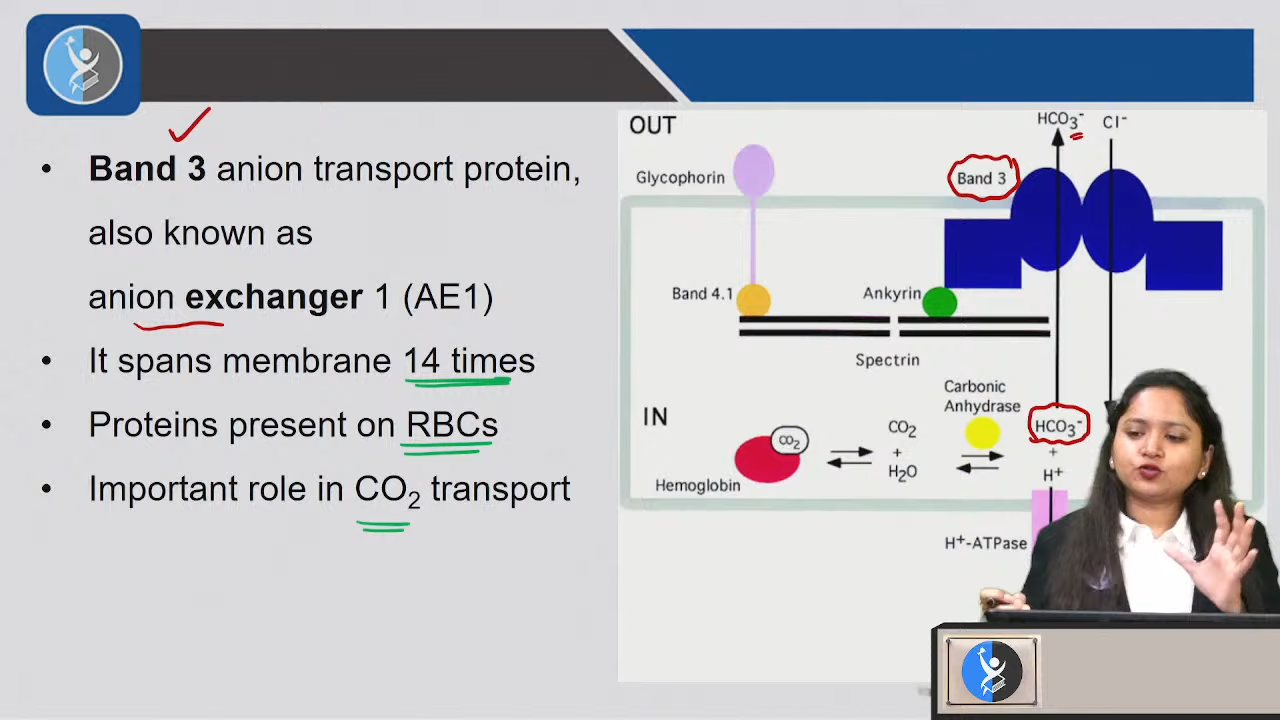 Band 3 anion transport protein,
also known as
anion exchanger 1 (AE1)
It spans membrane 14 times
Proteins present on RBCs
Important role in CO₂ transport
OUT
HCO₃⁻ Cl⁻
Glycophorin
Band 3
Band 4.1
Ankyrin
Spectrin
Carbonic
Anhydrase
IN
CO₂
CO₂
+
H₂O
HCO₃⁻
+
H⁺
Hemoglobin
H⁺-ATPase